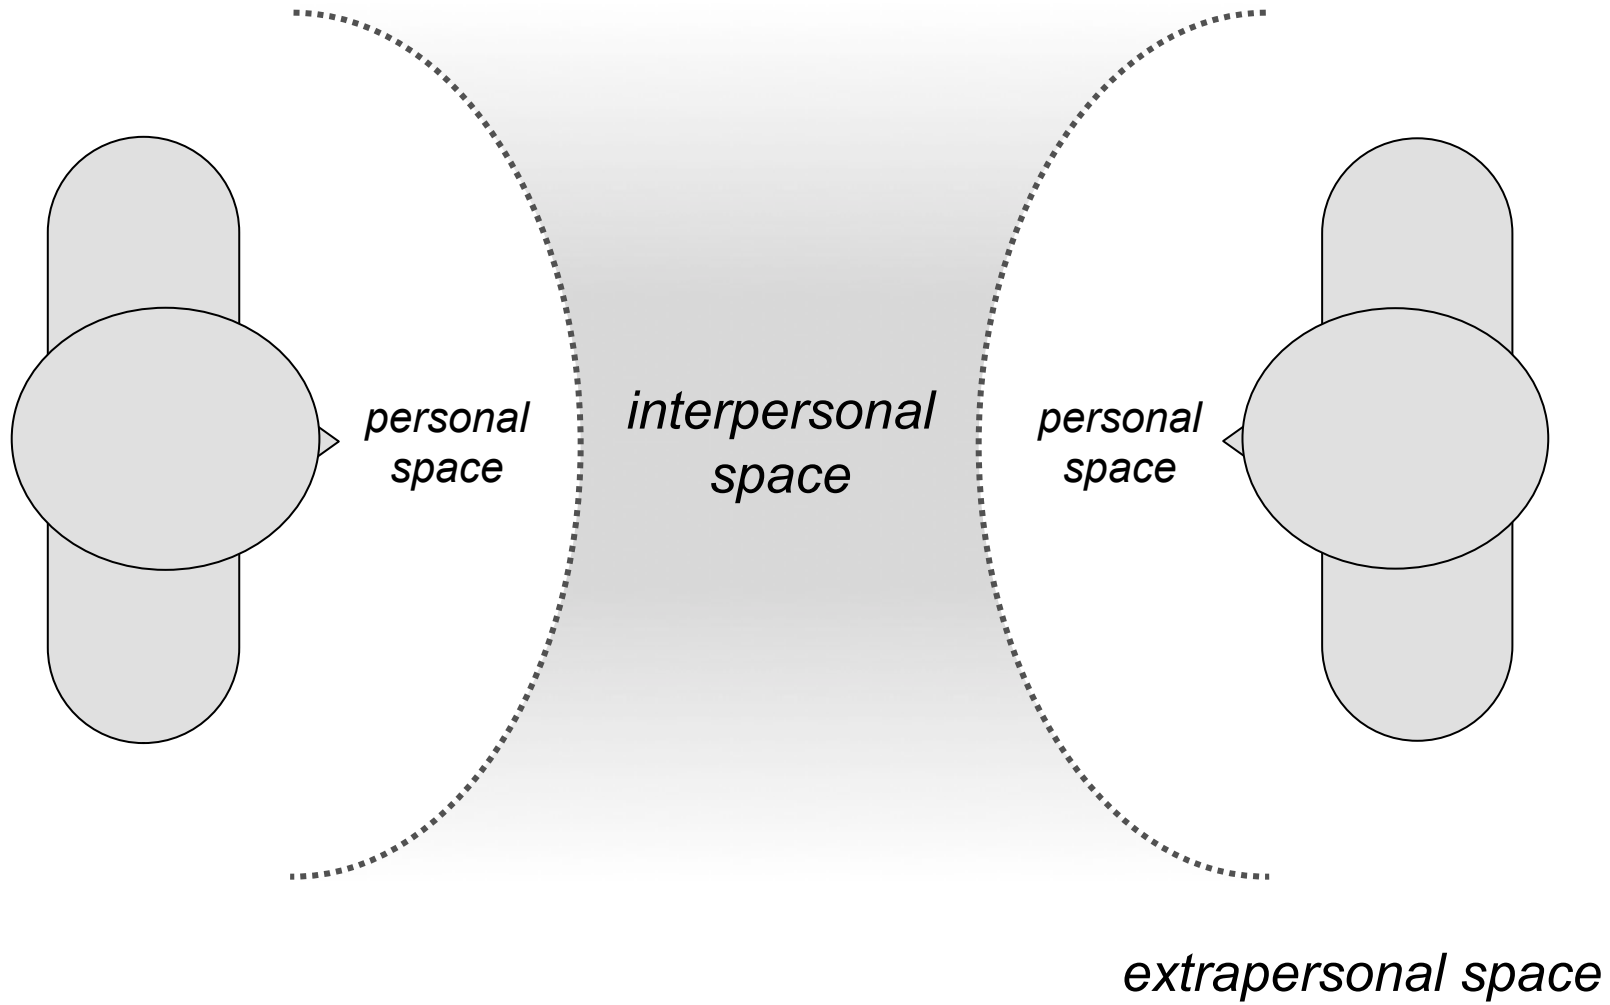 personal
space
interpersonal
space
personal
space
extrapersonal space